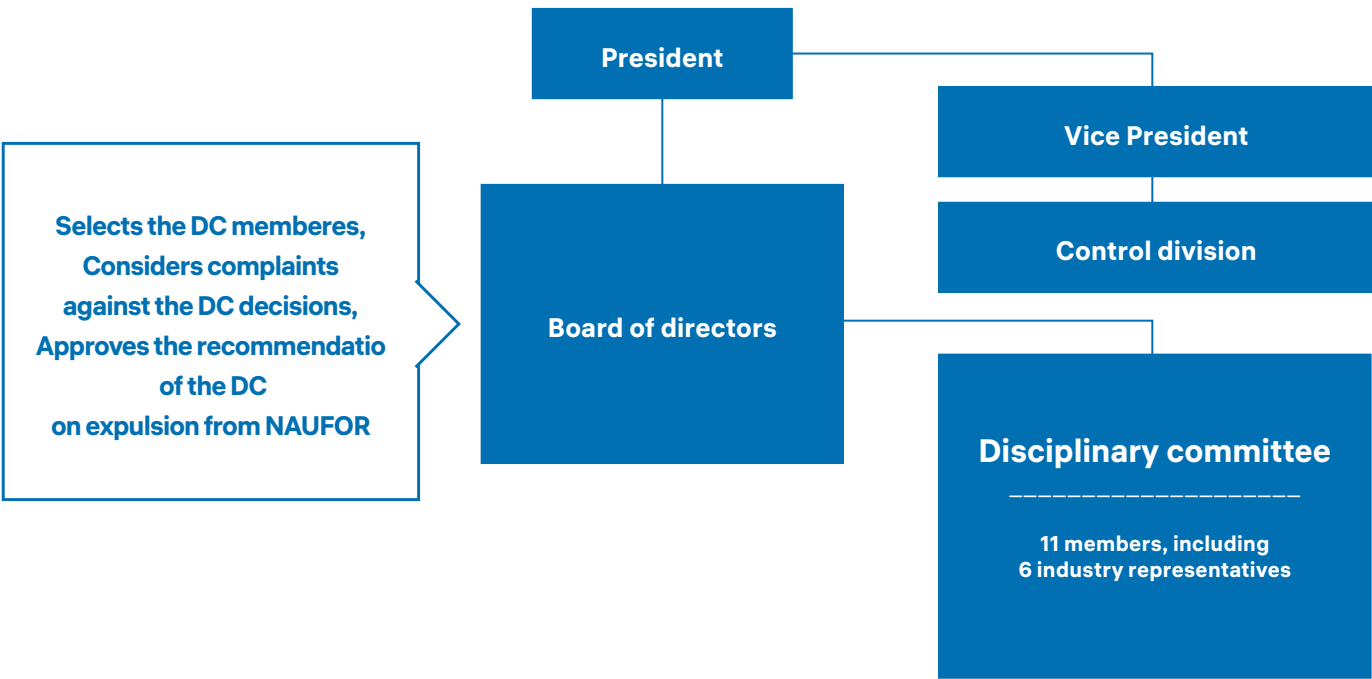 President
Vice President
Control division
Selects the DC memberes,
Considers complaints
against the DC decisions,
Approves the recommendatio
of the DC
on expulsion from NAUFOR
Board of directors
Disciplinary committee
____________________
11 members, including
6 industry representatives